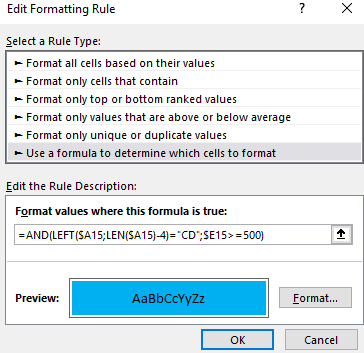 Edit Formatting Rule
Select a Rule Type:
► Format all cells based on their values
► Format only cells that contain
► Format only top or bottom ranked values
► Format only values that are above or below average
► Format only unique or duplicate values
► Use a formula to determine which cells to format
Edit the Rule Description:
Format values where this formula is true:
=AND(LEFT($A15;LEN($A15)-4)="CD";$E15>=500)
Preview: AaBbCcYyZz Format...
OK Cancel